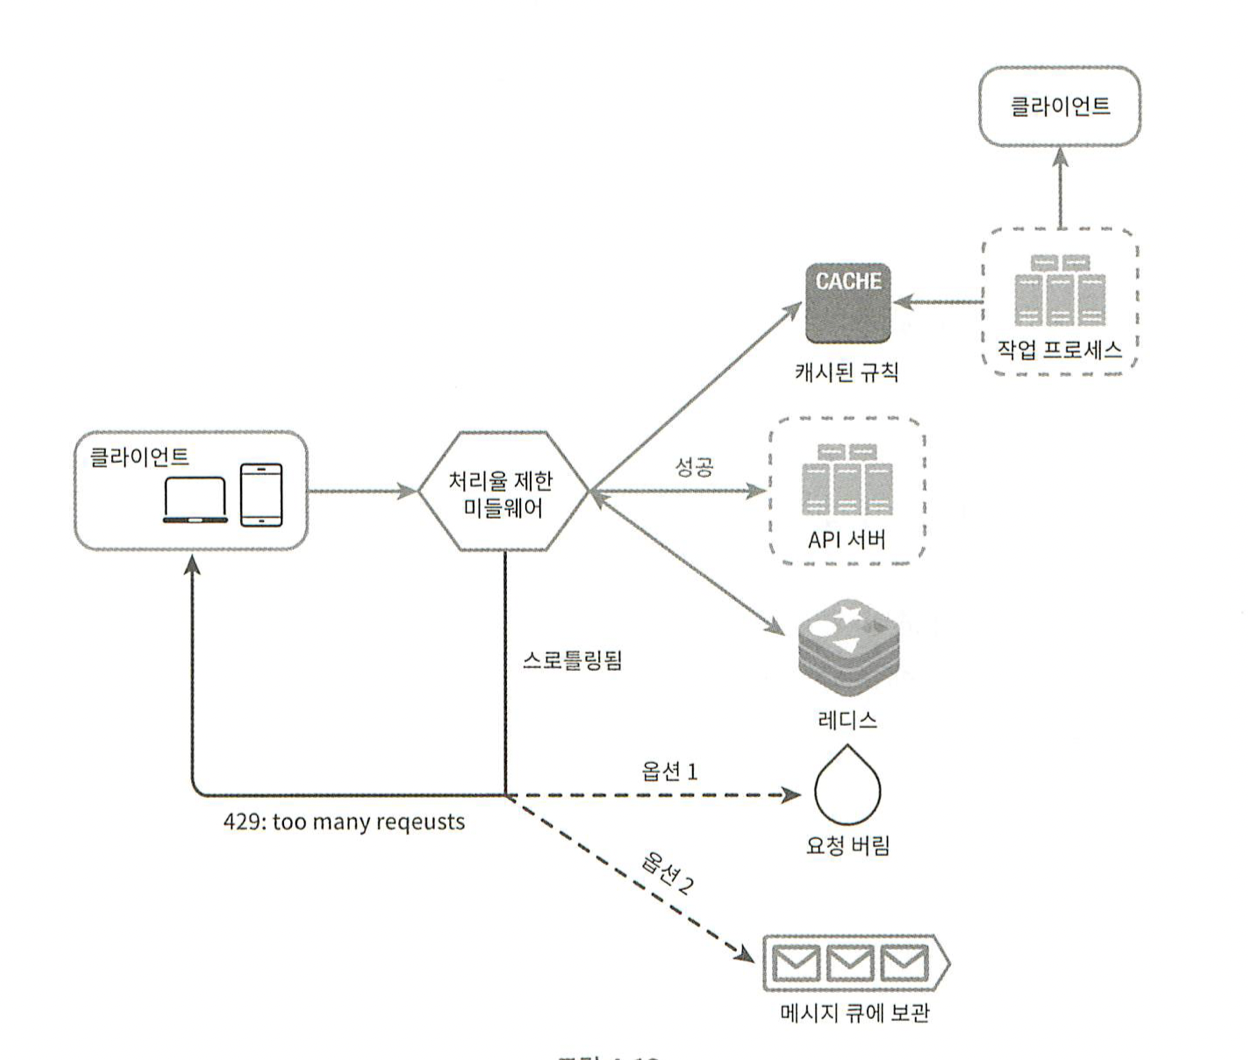 클라이언트
CACHE
캐시된 규칙
작업 프로세스
클라이언트
처리율 제한
미들웨어
성공
API 서버
스로틀링됨
레디스
옵션 1
429: too many reqeusts
요청 버림
옵션 2
메시지 큐에 보관